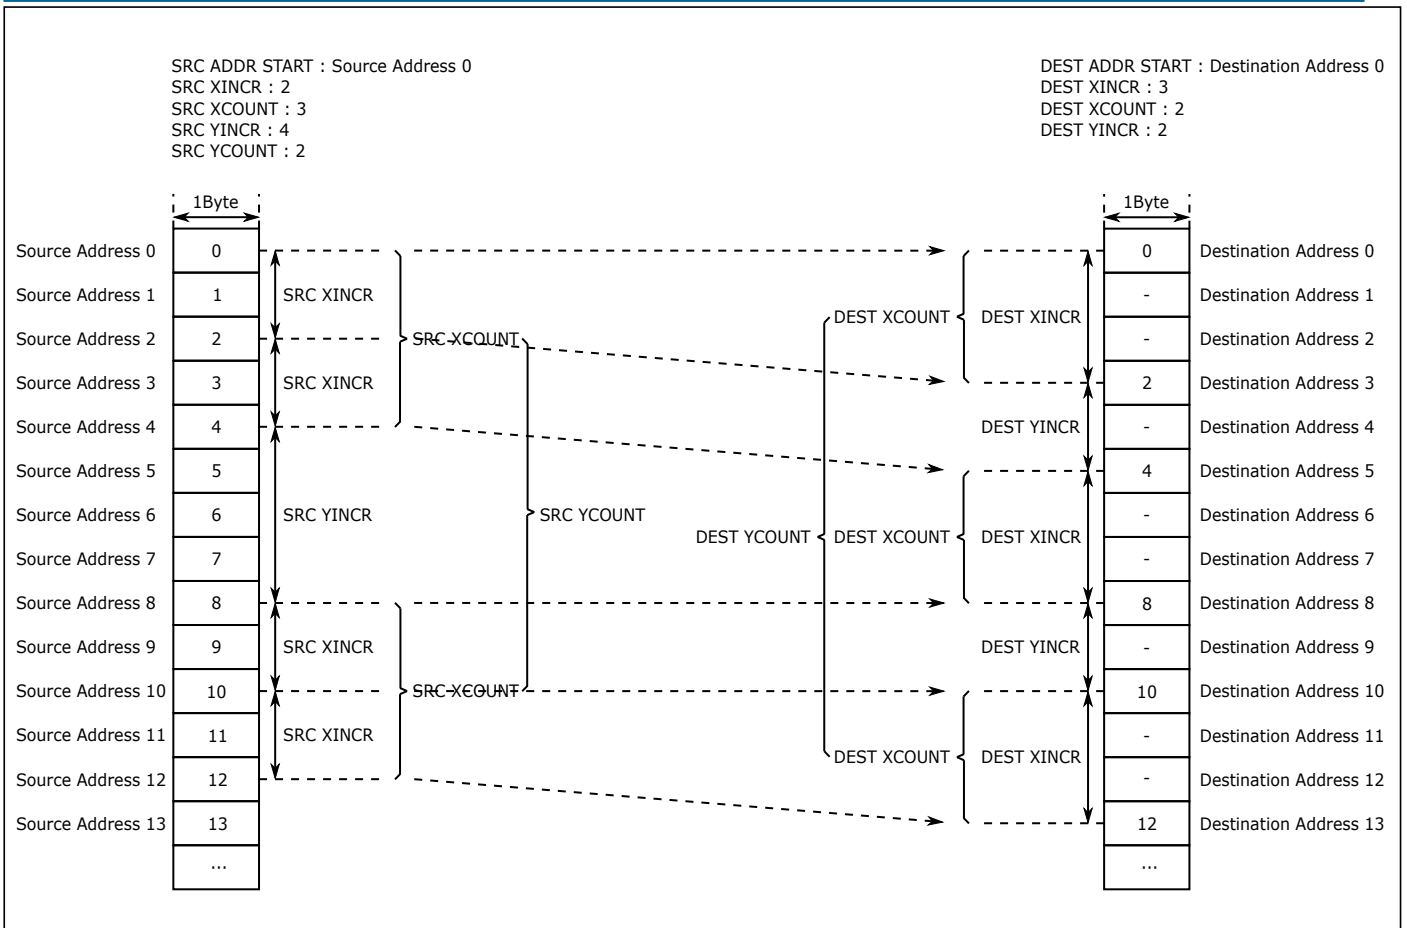 SRC ADDR START : Source Address 0
SRC XINCR : 2
SRC XCOUNT : 3
SRC YINCR : 4
SRC YCOUNT : 2
DEST ADDR START : Destination Address 0
DEST XINCR : 3
DEST XCOUNT : 2
DEST YINCR : 2
1Byte
1Byte
Source Address 0 0 0 Destination Address 0
Source Address 1 1 SRC XINCR - Destination Address 1
DEST XCOUNT DEST XINCR
Source Address 2 2 SRC XCOUNT - Destination Address 2
Source Address 3 3 SRC XINCR 2 Destination Address 3
Source Address 4 4 DEST YINCR - Destination Address 4
Source Address 5 5 4 Destination Address 5
Source Address 6 6 SRC YINCR SRC YCOUNT - Destination Address 6
DEST YCOUNT DEST XCOUNT DEST XINCR
Source Address 7 7 - Destination Address 7
Source Address 8 8 8 Destination Address 8
Source Address 9 9 SRC XINCR DEST YINCR - Destination Address 9
Source Address 10 10 SRC XCOUNT 10 Destination Address 10
Source Address 11 11 SRC XINCR - Destination Address 11
DEST XCOUNT DEST XINCR
Source Address 12 12 - Destination Address 12
Source Address 13 13 12 Destination Address 13
... ...